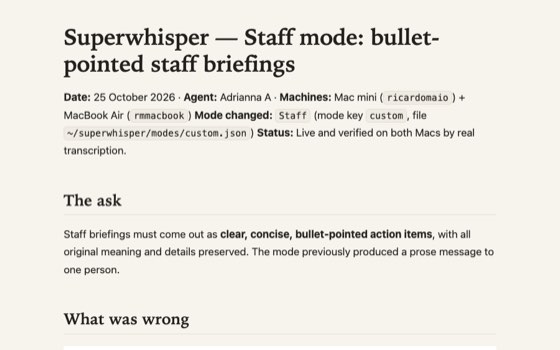 Superwhisper — Staff mode: bullet-
pointed staff briefings
Date: 25 October 2026 · Agent: Adrianna A · Machines: Mac mini ( ricardomaio ) +
MacBook Air ( rmmacbook ) Mode changed: Staff (mode key custom , file
~/superwhisper/modes/custom.json ) Status: Live and verified on both Macs by real
transcription.
The ask
Staff briefings must come out as clear, concise, bullet-pointed action items, with all
original meaning and details preserved. The mode previously produced a prose message to
one person.
What was wrong